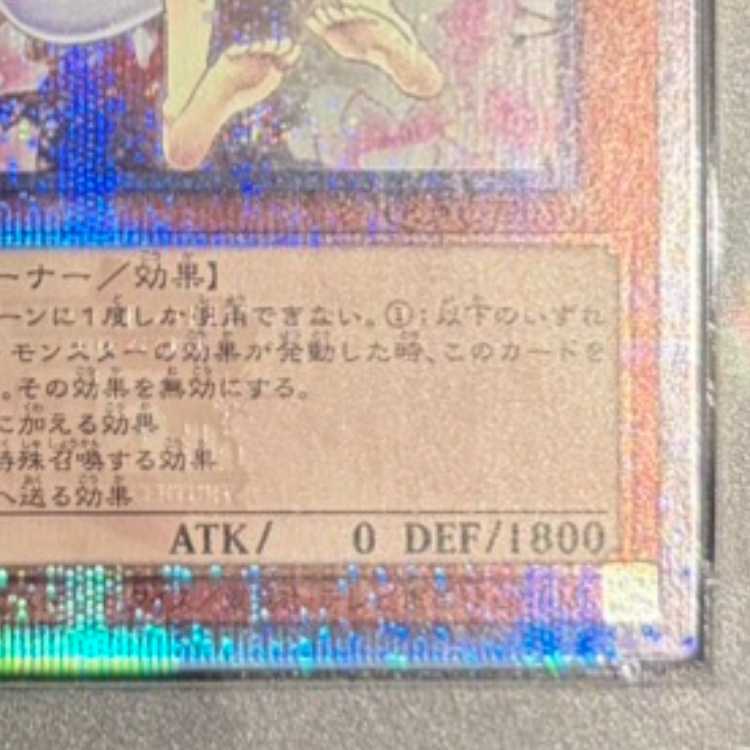 ーナー／効果】
ーンに1度しか使用できない。①：以下のいずれ
モンスターの効果が発動した時、このカードを
。その効果を無効にする。
に加える効果
特殊召喚する効果
へ送る効果
ATK/ 0 DEF/1800